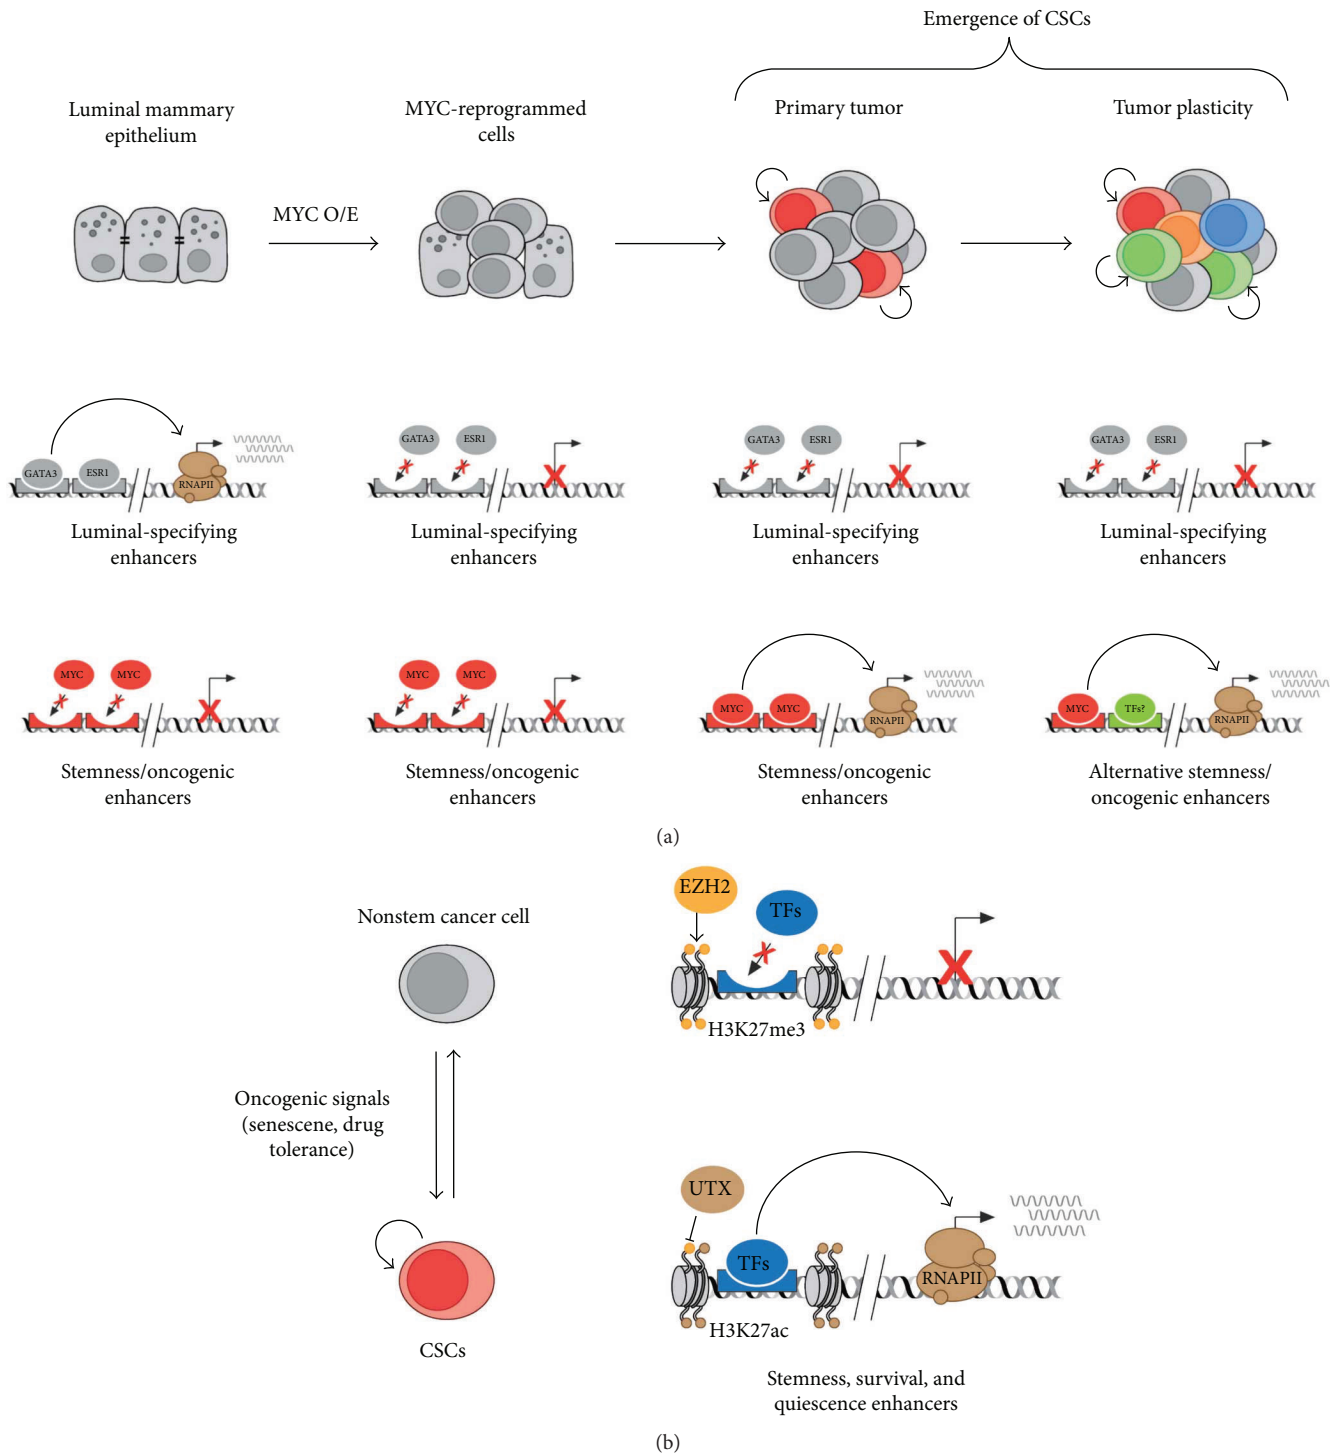 Emergence of CSCs
Luminal mammary
epithelium
MYC-reprogrammed
cells
Primary tumor
Tumor plasticity
MYC O/E
GATA3
ESR1
RNAPII
Luminal-specifying
enhancers
GATA3
ESR1
Luminal-specifying
enhancers
GATA3
ESR1
Luminal-specifying
enhancers
GATA3
ESR1
Luminal-specifying
enhancers
MYC
MYC
Stemness/oncogenic
enhancers
MYC
MYC
Stemness/oncogenic
enhancers
MYC
MYC
RNAPII
Stemness/oncogenic
enhancers
MYC
TFs?
RNAPII
Alternative stemness/
oncogenic enhancers
(a)
Nonstem cancer cell
Oncogenic signals
(senescene, drug
tolerance)
CSCs
EZH2
TFs
H3K27me3
UTX
TFs
RNAPII
H3K27ac
Stemness, survival, and
quiescence enhancers
(b)